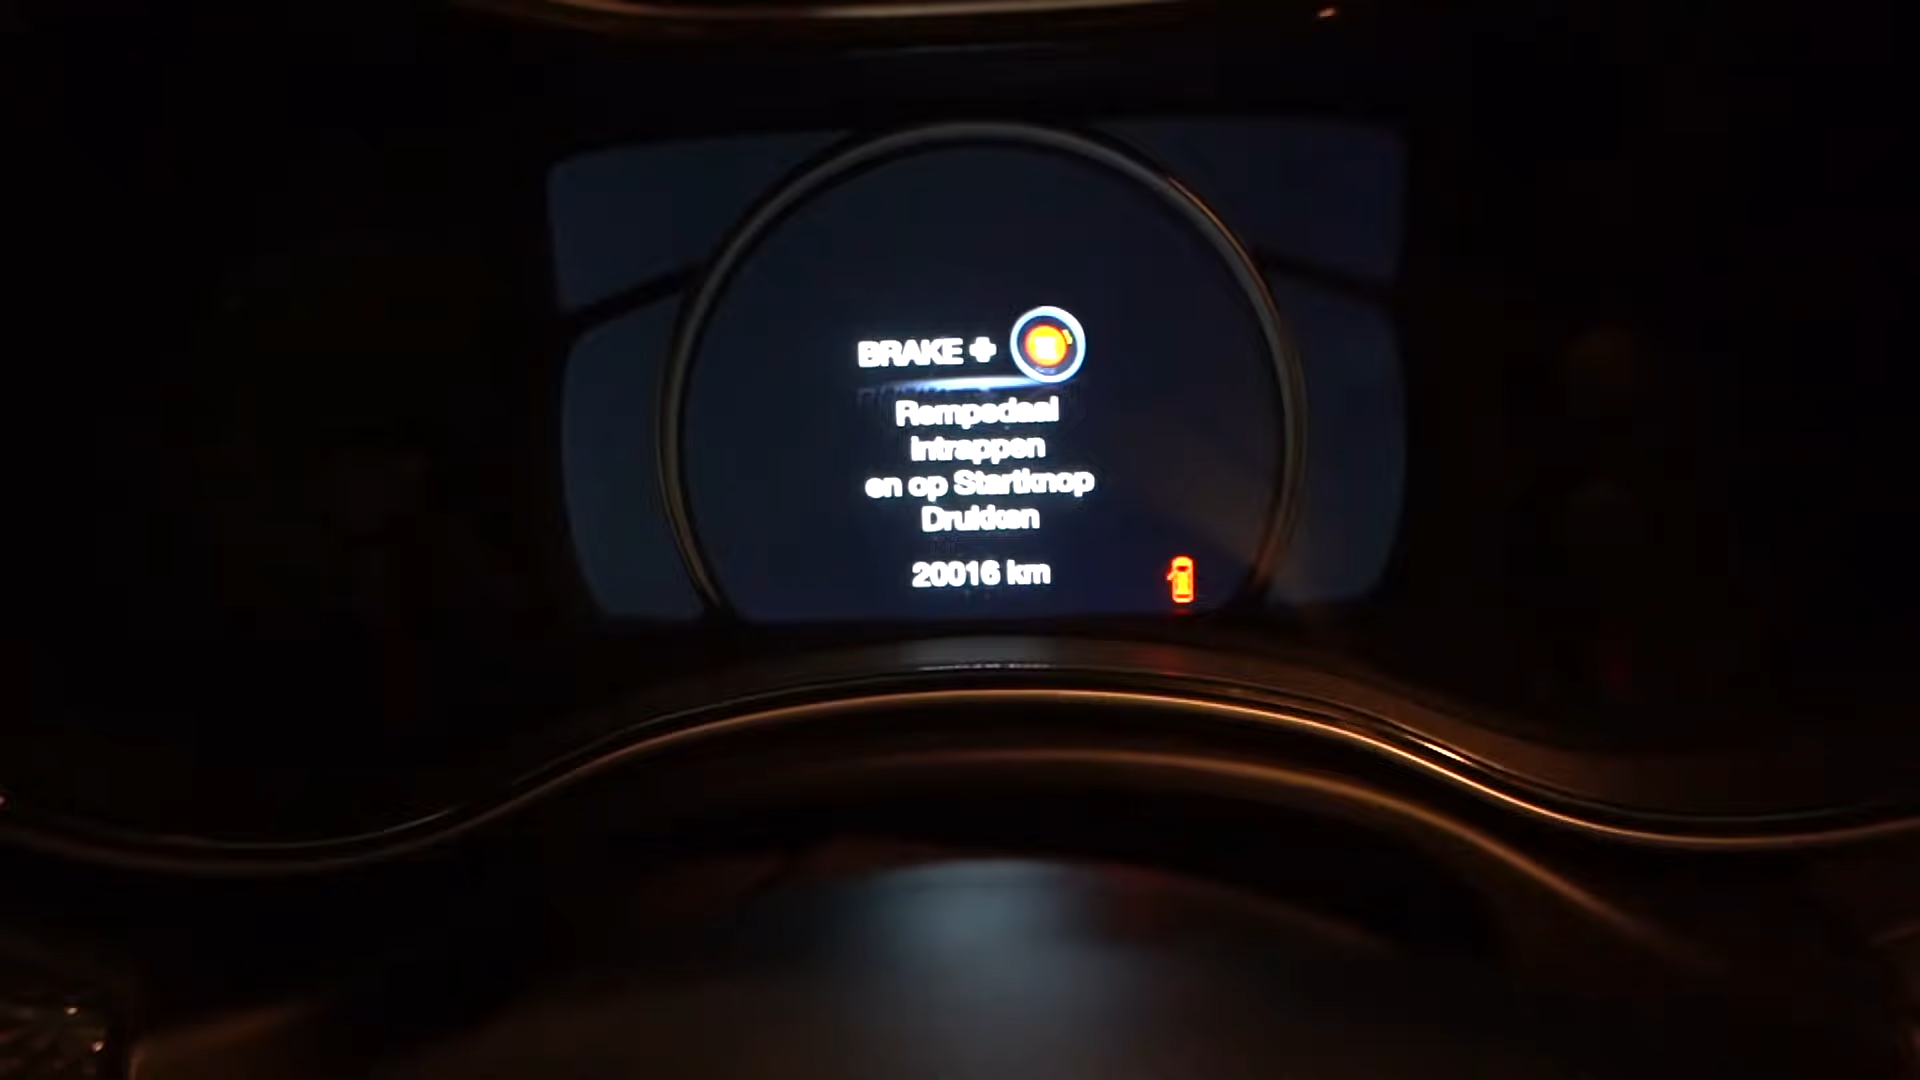 BRAKE +
Rempedaal
intrappen
en op Startknop
Drukken
20016 km